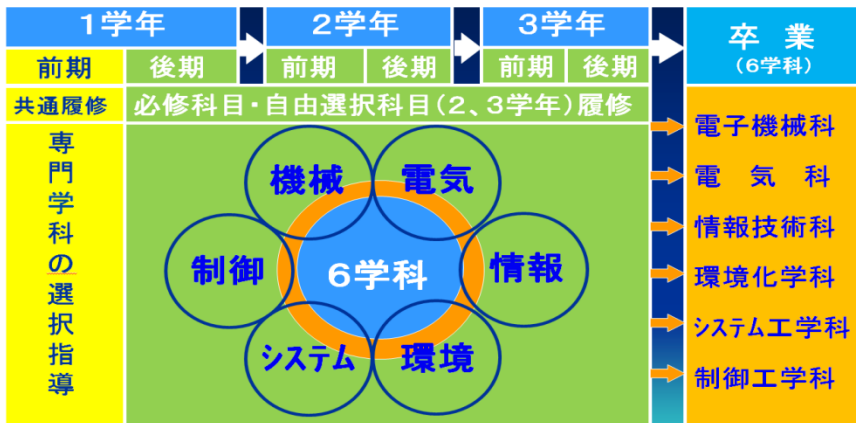 1学年
2学年
3学年
卒 業
(6学科)
前期
後期
前期
後期
前期
後期
共通履修
必修科目・自由選択科目(2、3学年)履修
専門学科の選択指導
機械
電気
制御
6学科
情報
システム
環境
電子機械科
電 気 科
情報技術科
環境化学科
システム工学科
制御工学科